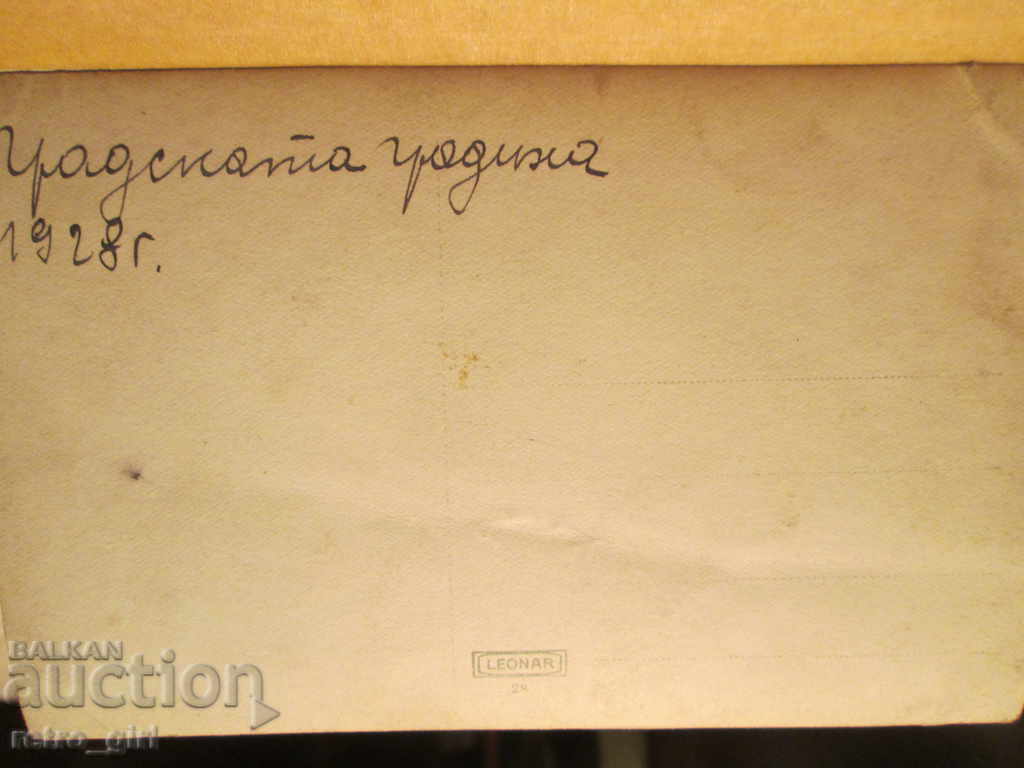 Градската градина
1928г.
LEONAR
BALKAN
auction
retro_girl